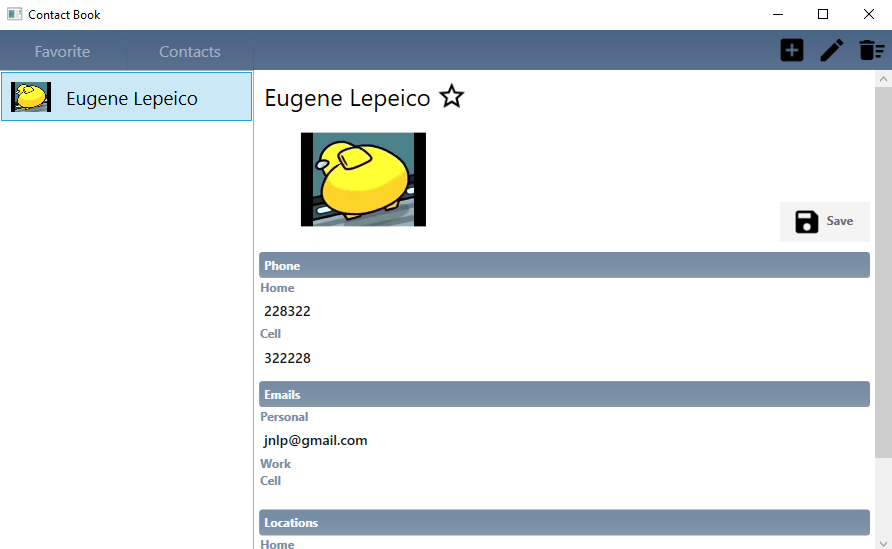 Contact Book
Favorite
Contacts
Eugene Lepeico
Eugene Lepeico
Save
Phone
Home
228322
Cell
322228
Emails
Personal
jnlp@gmail.com
Work
Cell
Locations
Home